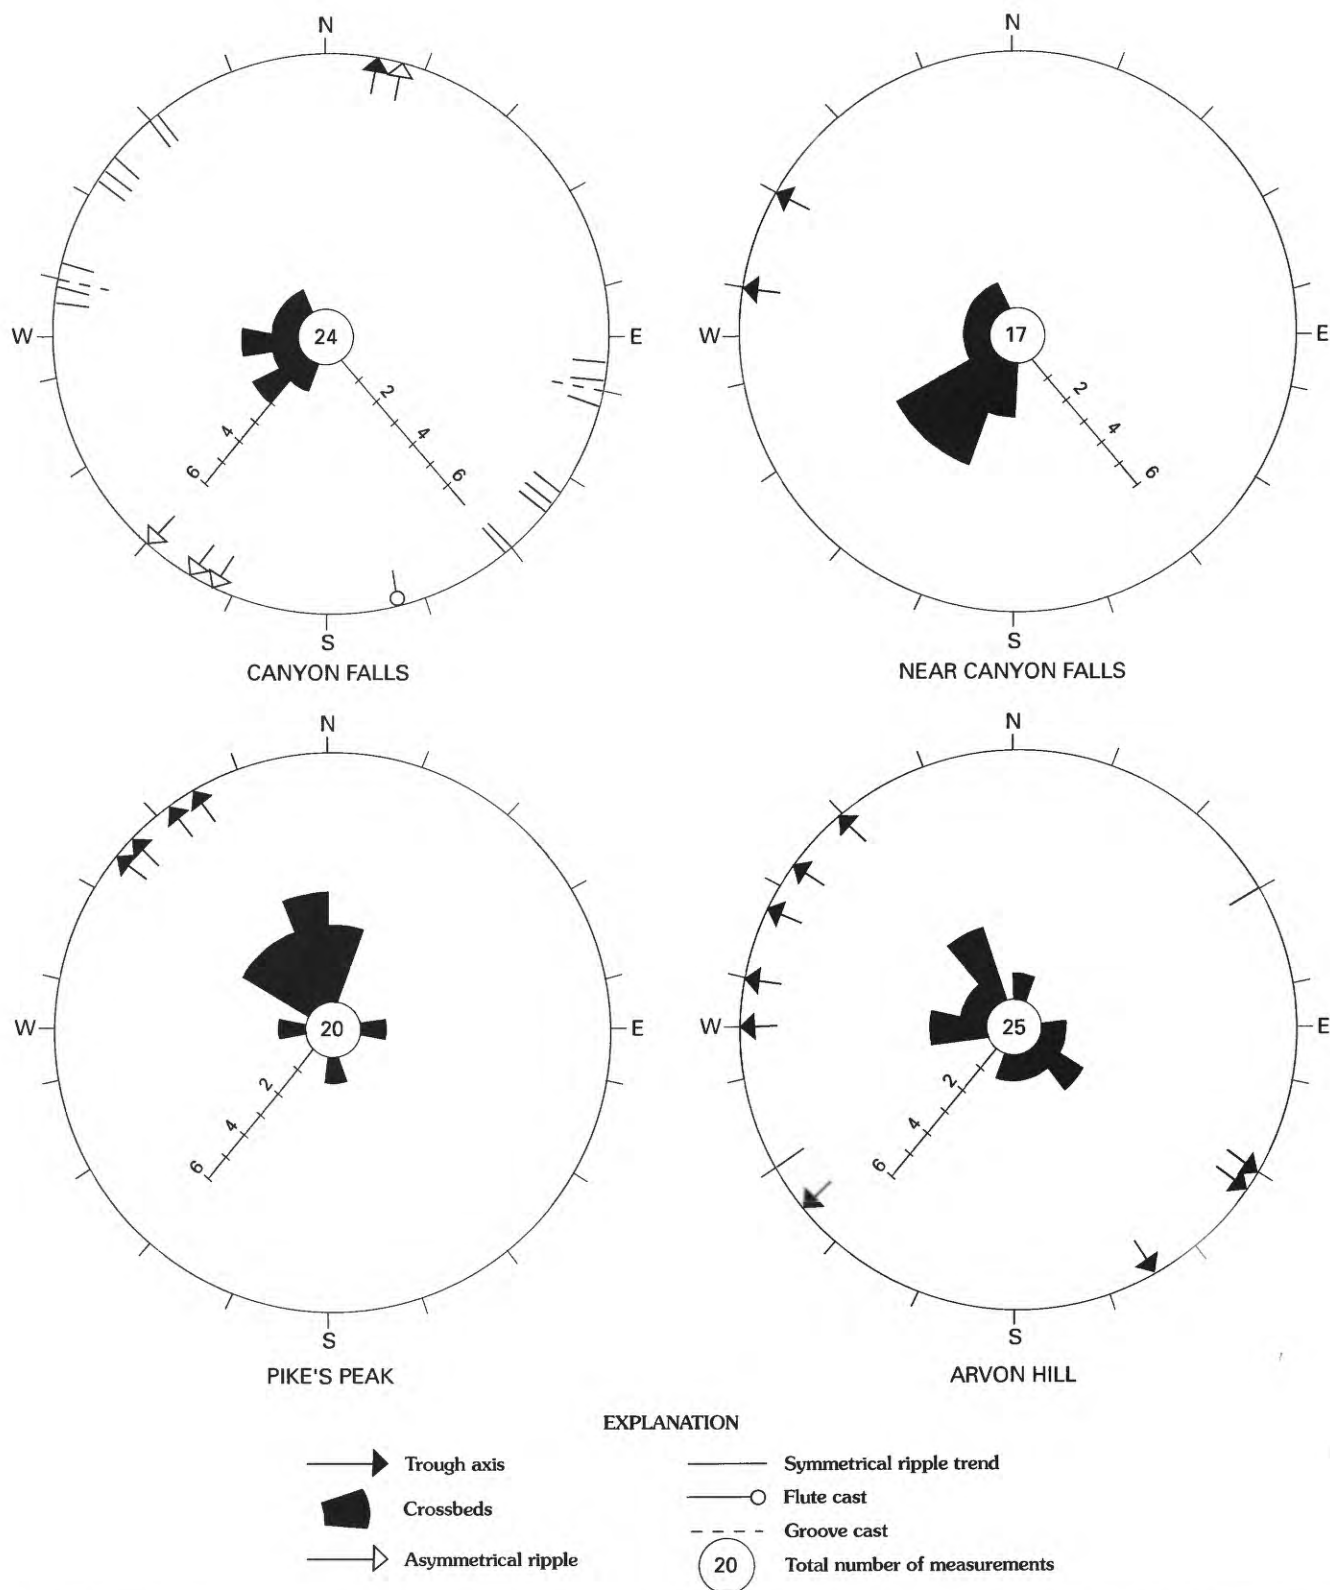 N
W
24
E
2
4
6
4
6
S
CANYON FALLS
N
W
17
E
2
4
6
S
NEAR CANYON FALLS
N
W
20
E
2
4
6
S
PIKE'S PEAK
N
W
25
E
2
4
6
S
ARVON HILL
EXPLANATION
Trough axis
Crossbeds
Asymmetrical ripple
Symmetrical ripple trend
Flute cast
Groove cast
20 Total number of measurements